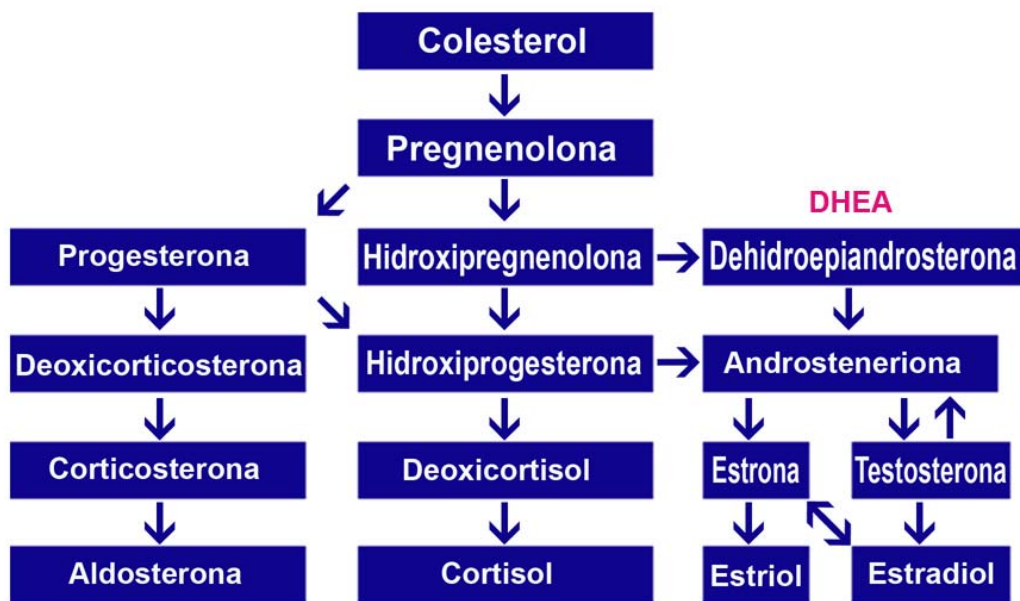 Colesterol
Pregnenolona
DHEA
Progesterona
Hidroxipregnenolona
Dehidroepiandrosterona
Deoxicorticosterona
Hidroxiprogesterona
Androsteneriona
Corticosterona
Deoxicortisol
Estrona
Testosterona
Aldosterona
Cortisol
Estriol
Estradiol